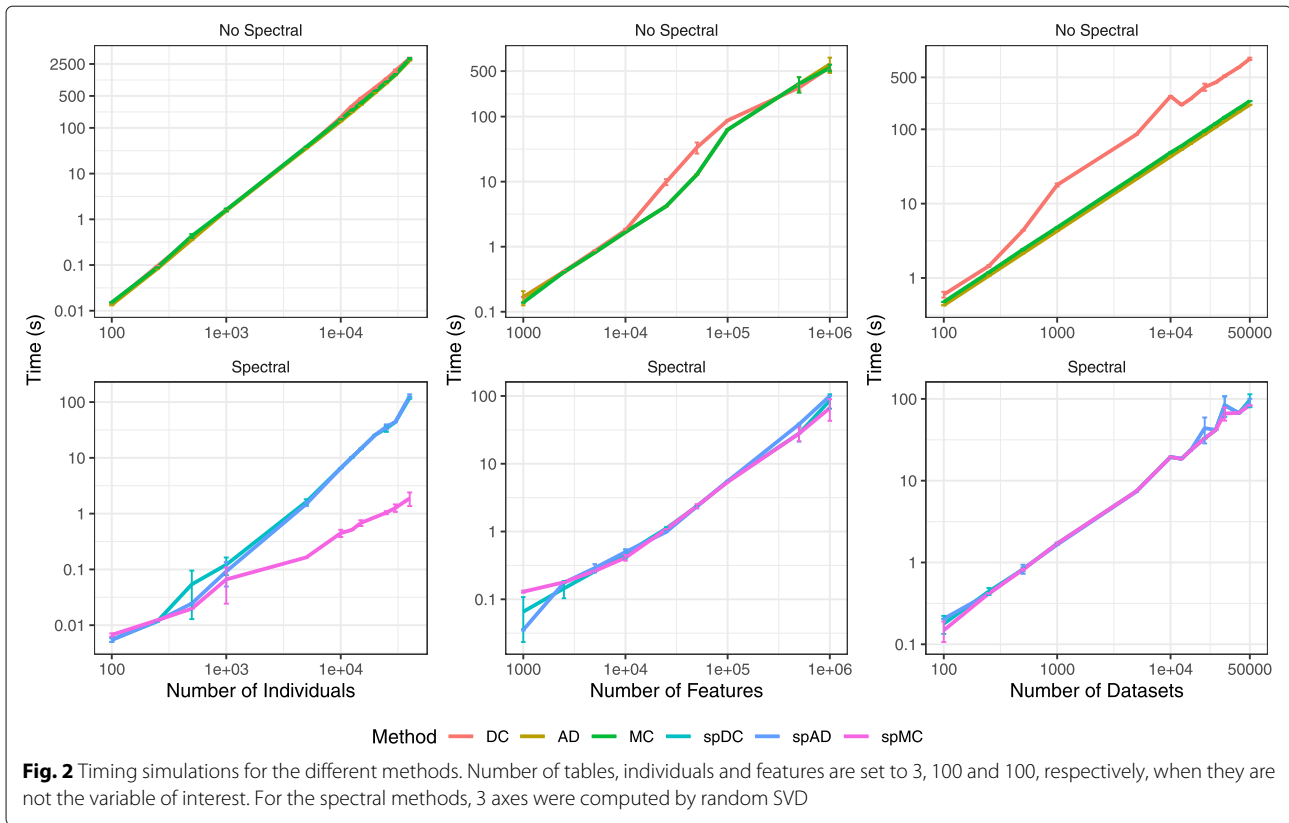 No Spectral
No Spectral
No Spectral
Time (s)
2500
500
100
10
1
0.1
0.01
100
1e+03
1e+04
Time (s)
500
100
10
1
0.1
1000
1e+04
1e+05
1e+06
Time (s)
500
100
10
1
100
1000
1e+04
50000
Spectral
Spectral
Spectral
100
10
1
0.1
0.01
100
1e+03
1e+04
Number of Individuals
100
10
1
0.1
1000
1e+04
1e+05
1e+06
Number of Features
100
10
1
0.1
100
1000
1e+04
50000
Number of Datasets
Method DC AD MC spDC spAD spMC
Fig. 2 Timing simulations for the different methods. Number of tables, individuals and features are set to 3, 100 and 100, respectively, when they are
not the variable of interest. For the spectral methods, 3 axes were computed by random SVD